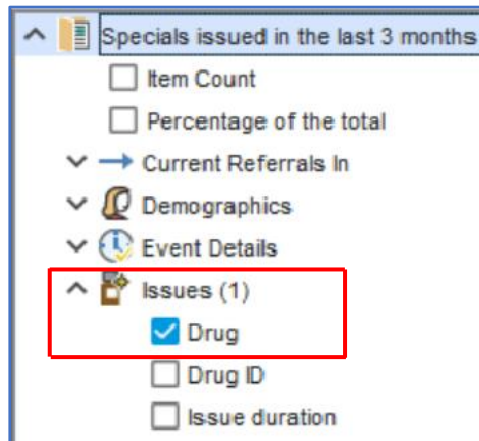 Specials issued in the last 3 months
Item Count
Percentage of the total
Current Referrals In
Demographics
Event Details
Issues (1)
Drug
Drug ID
Issue duration